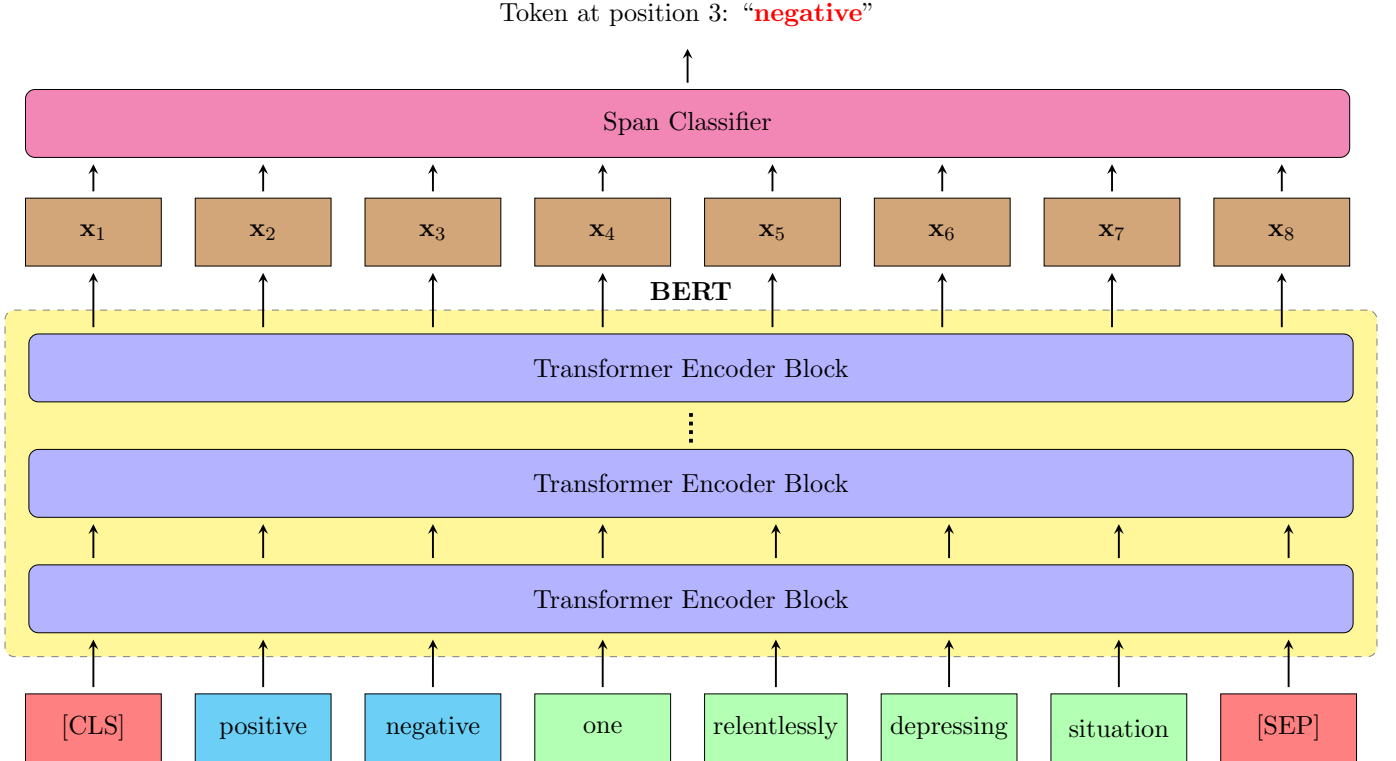 Token at position 3: “negative”
Span Classifier
x₁ x₂ x₃ x₄ x₅ x₆ x₇ x₈
BERT
Transformer Encoder Block
Transformer Encoder Block
Transformer Encoder Block
[CLS] positive negative one relentlessly depressing situation [SEP]